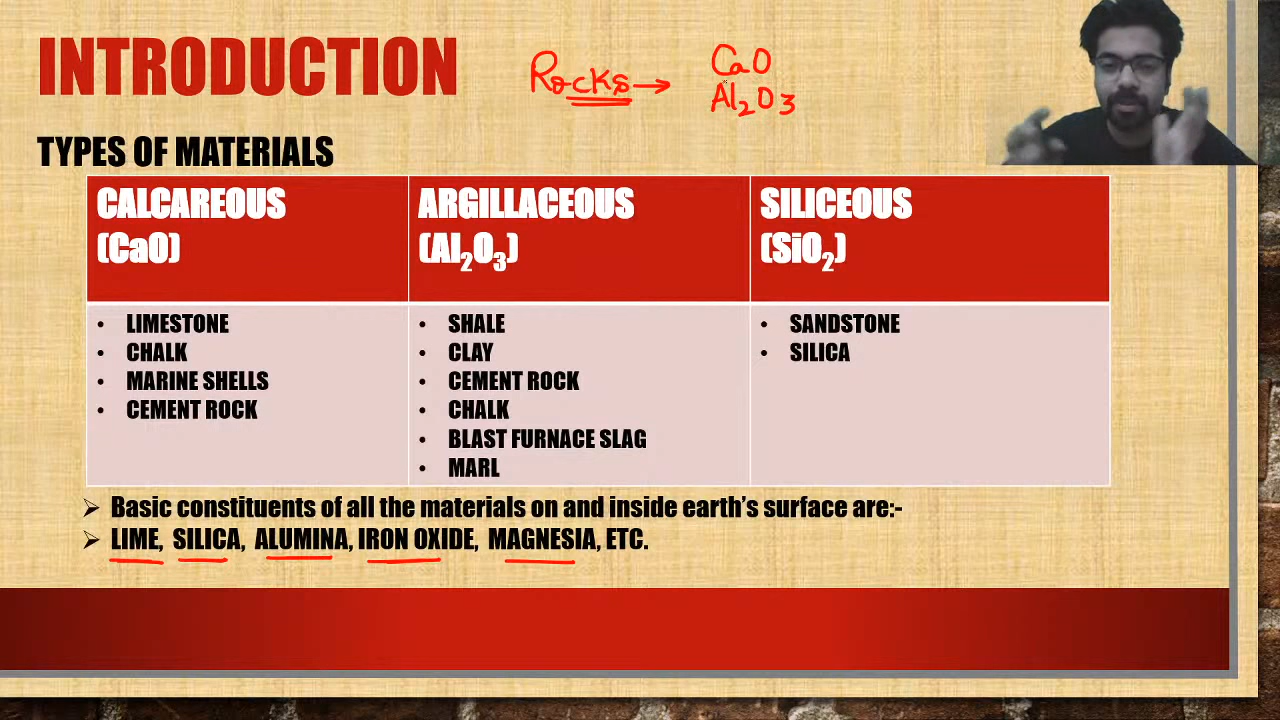 INTRODUCTION
Rocks → CaO
Al₂O₃
TYPES OF MATERIALS
CALCAREOUS
(CaO)
ARGILLACEOUS
(Al₂O₃)
SILICEOUS
(SiO₂)
• LIMESTONE
• CHALK
• MARINE SHELLS
• CEMENT ROCK
• SHALE
• CLAY
• CEMENT ROCK
• CHALK
• BLAST FURNACE SLAG
• MARL
• SANDSTONE
• SILICA
➢ Basic constituents of all the materials on and inside earth’s surface are:-
➢ LIME, SILICA, ALUMINA, IRON OXIDE, MAGNESIA, ETC.